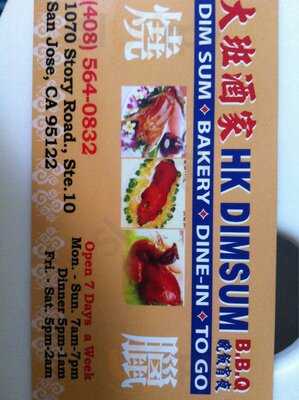 大班酒家 HK DIMSUM B.B.Q
DIM SUM ◆ BAKERY ◆ DINE-IN ◆ TO GO
燒 臘
(408) 564-0832
1070 Story Road., Ste.10
San Jose, CA 95122
Open 7 Days a Week
Mon. - Sun. 7am-7pm
Dinner 5pm-1am
Fri. - Sat. 5pm-2am